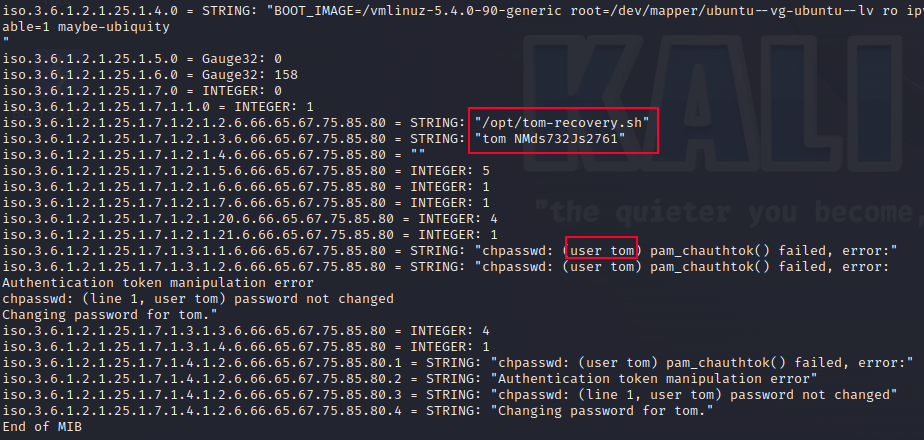 iso.3.6.1.2.1.25.1.4.0 = STRING: "BOOT_IMAGE=/vmlinuz-5.4.0-90-generic root=/dev/mapper/ubuntu--vg-ubuntu--lv ro ip
able=1 maybe-ubiquity
"
iso.3.6.1.2.1.25.1.5.0 = Gauge32: 0
iso.3.6.1.2.1.25.1.6.0 = Gauge32: 158
iso.3.6.1.2.1.25.1.7.0 = INTEGER: 0
iso.3.6.1.2.1.25.1.7.1.1.0 = INTEGER: 1
iso.3.6.1.2.1.25.1.7.1.2.1.2.6.66.65.67.75.85.80 = STRING: "/opt/tom-recovery.sh"
iso.3.6.1.2.1.25.1.7.1.2.1.3.6.66.65.67.75.85.80 = STRING: "tom NMds732Js2761"
iso.3.6.1.2.1.25.1.7.1.2.1.4.6.66.65.67.75.85.80 = ""
iso.3.6.1.2.1.25.1.7.1.2.1.5.6.66.65.67.75.85.80 = INTEGER: 5
iso.3.6.1.2.1.25.1.7.1.2.1.6.6.66.65.67.75.85.80 = INTEGER: 1
iso.3.6.1.2.1.25.1.7.1.2.1.7.6.66.65.67.75.85.80 = INTEGER: 1
iso.3.6.1.2.1.25.1.7.1.2.1.20.6.66.65.67.75.85.80 = INTEGER: 4
iso.3.6.1.2.1.25.1.7.1.2.1.21.6.66.65.67.75.85.80 = INTEGER: 1
iso.3.6.1.2.1.25.1.7.1.3.1.1.6.66.65.67.75.85.80 = STRING: "chpasswd: (user tom) pam_chauthtok() failed, error:"
iso.3.6.1.2.1.25.1.7.1.3.1.2.6.66.65.67.75.85.80 = STRING: "chpasswd: (user tom) pam_chauthtok() failed, error:
Authentication token manipulation error
chpasswd: (line 1, user tom) password not changed
Changing password for tom."
iso.3.6.1.2.1.25.1.7.1.3.1.3.6.66.65.67.75.85.80 = INTEGER: 4
iso.3.6.1.2.1.25.1.7.1.3.1.4.6.66.65.67.75.85.80 = INTEGER: 1
iso.3.6.1.2.1.25.1.7.1.4.1.2.6.66.65.67.75.85.80.1 = STRING: "chpasswd: (user tom) pam_chauthtok() failed, error:"
iso.3.6.1.2.1.25.1.7.1.4.1.2.6.66.65.67.75.85.80.2 = STRING: "Authentication token manipulation error"
iso.3.6.1.2.1.25.1.7.1.4.1.2.6.66.65.67.75.85.80.3 = STRING: "chpasswd: (line 1, user tom) password not changed"
iso.3.6.1.2.1.25.1.7.1.4.1.2.6.66.65.67.75.85.80.4 = STRING: "Changing password for tom."
End of MIB
KALI
"the quieter you become,